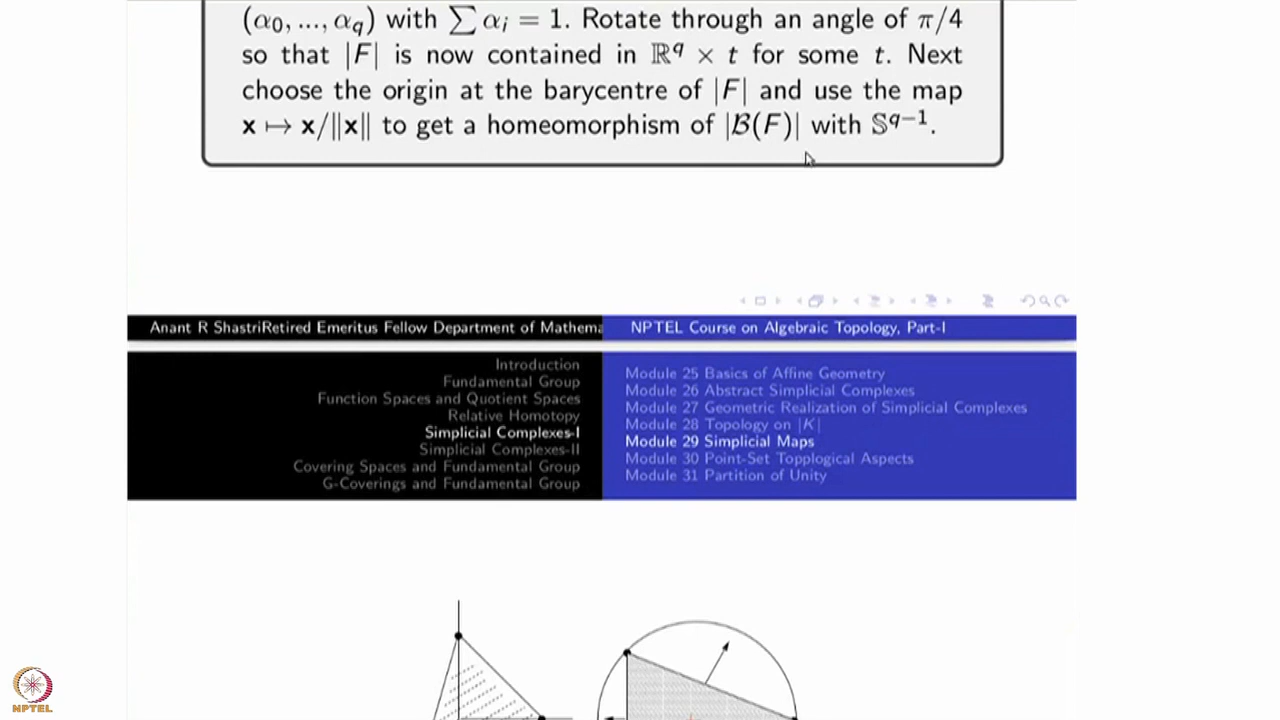 (α₀, ..., α_q) with ∑ α_i = 1. Rotate through an angle of π/4
so that |F| is now contained in ℝ^q × t for some t. Next
choose the origin at the barycentre of |F| and use the map
x ↦ x/‖x‖ to get a homeomorphism of |ℬ(F)| with 𝕊^{q−1}.
Anant R ShastriRetired Emeritus Fellow Department of Mathema
NPTEL Course on Algebraic Topology, Part-I
Introduction
Fundamental Group
Function Spaces and Quotient Spaces
Relative Homotopy
Simplicial Complexes-I
Simplicial Complexes-II
Covering Spaces and Fundamental Group
G-Coverings and Fundamental Group
Module 25 Basics of Affine Geometry
Module 26 Abstract Simplicial Complexes
Module 27 Geometric Realization of Simplicial Complexes
Module 28 Topology on |K|
Module 29 Simplicial Maps
Module 30 Point-Set Topplogical Aspects
Module 31 Partition of Unity
NPTEL